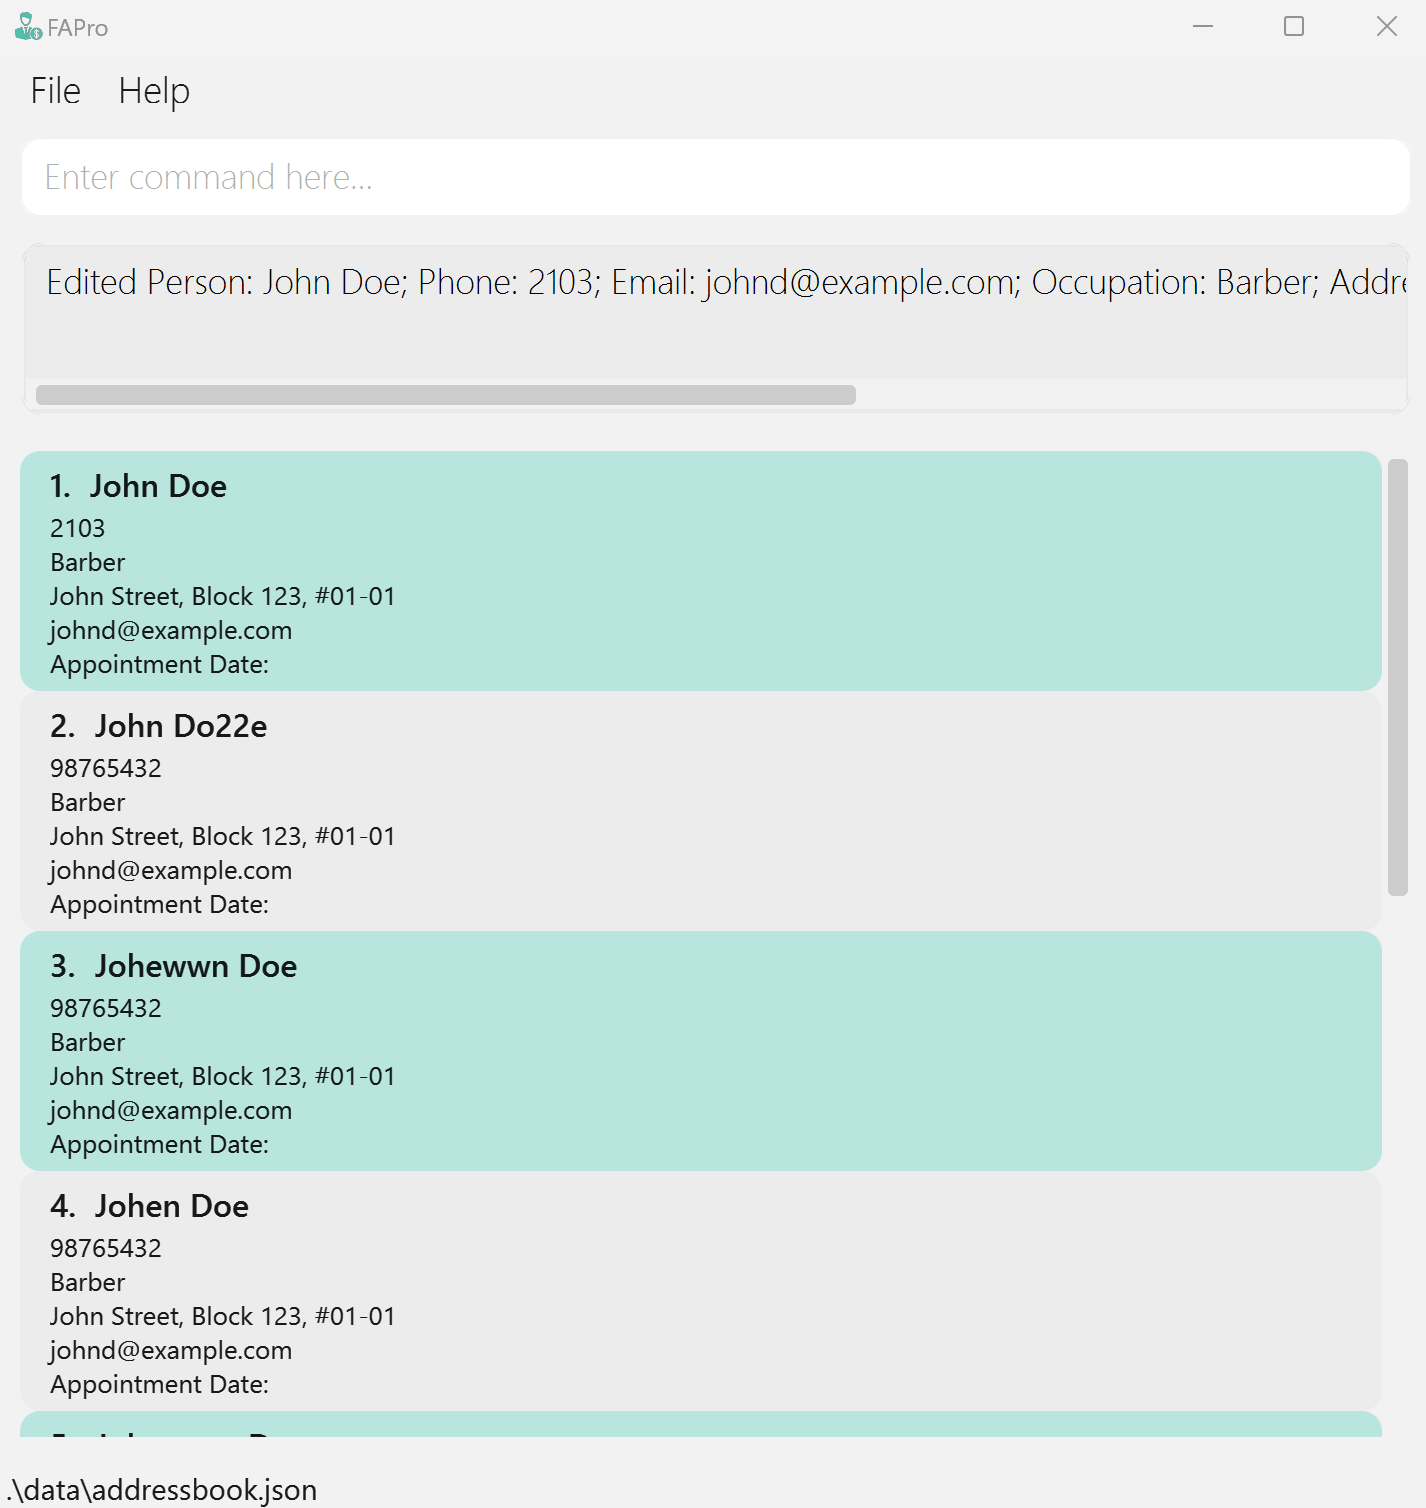 FAPro
File Help
Enter command here...
Edited Person: John Doe; Phone: 2103; Email: johnd@example.com; Occupation: Barber;
1. John Doe
2103
Barber
John Street, Block 123, #01-01
johnd@example.com
Appointment Date:
2. John Do22e
98765432
Barber
John Street, Block 123, #01-01
johnd@example.com
Appointment Date:
3. Johewwn Doe
98765432
Barber
John Street, Block 123, #01-01
johnd@example.com
Appointment Date:
4. Johen Doe
98765432
Barber
John Street, Block 123, #01-01
johnd@example.com
Appointment Date:
.\data\addressbook.json